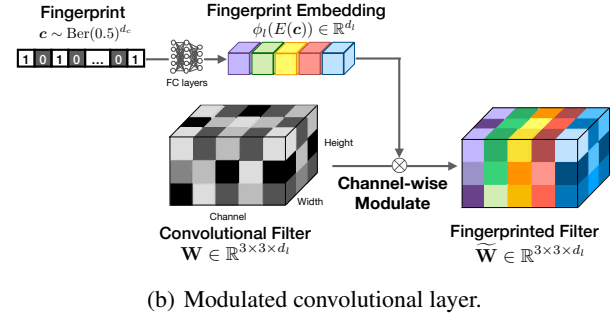 Fingerprint
c ∼ Ber(0.5)^{d_c}
1 0 1 0 ... 0 1
FC layers
Fingerprint Embedding
ϕ_l(E(c)) ∈ ℝ^{d_l}
Height
Width
Channel
Convolutional Filter
W ∈ ℝ^{3×3×d_l}
Channel-wise
Modulate
Fingerprinted Filter
W̃ ∈ ℝ^{3×3×d_l}
(b) Modulated convolutional layer.